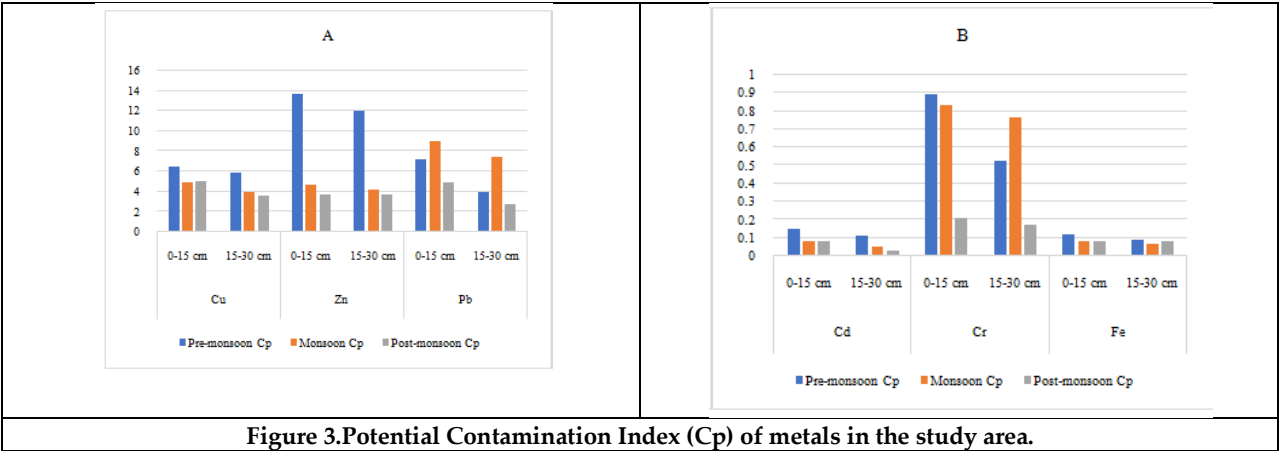 A
16
14
12
10
8
6
4
2
0
0-15 cm 15-30 cm 0-15 cm 15-30 cm 0-15 cm 15-30 cm
Cu Zn Pb
Pre-monsoon Cp Monsoon Cp Post-monsoon Cp
B
1
0.9
0.8
0.7
0.6
0.5
0.4
0.3
0.2
0.1
0
0-15 cm 15-30 cm 0-15 cm 15-30 cm 0-15 cm 15-30 cm
Cd Cr Fe
Pre-monsoon Cp Monsoon Cp Post-monsoon Cp
Figure 3.Potential Contamination Index (Cp) of metals in the study area.